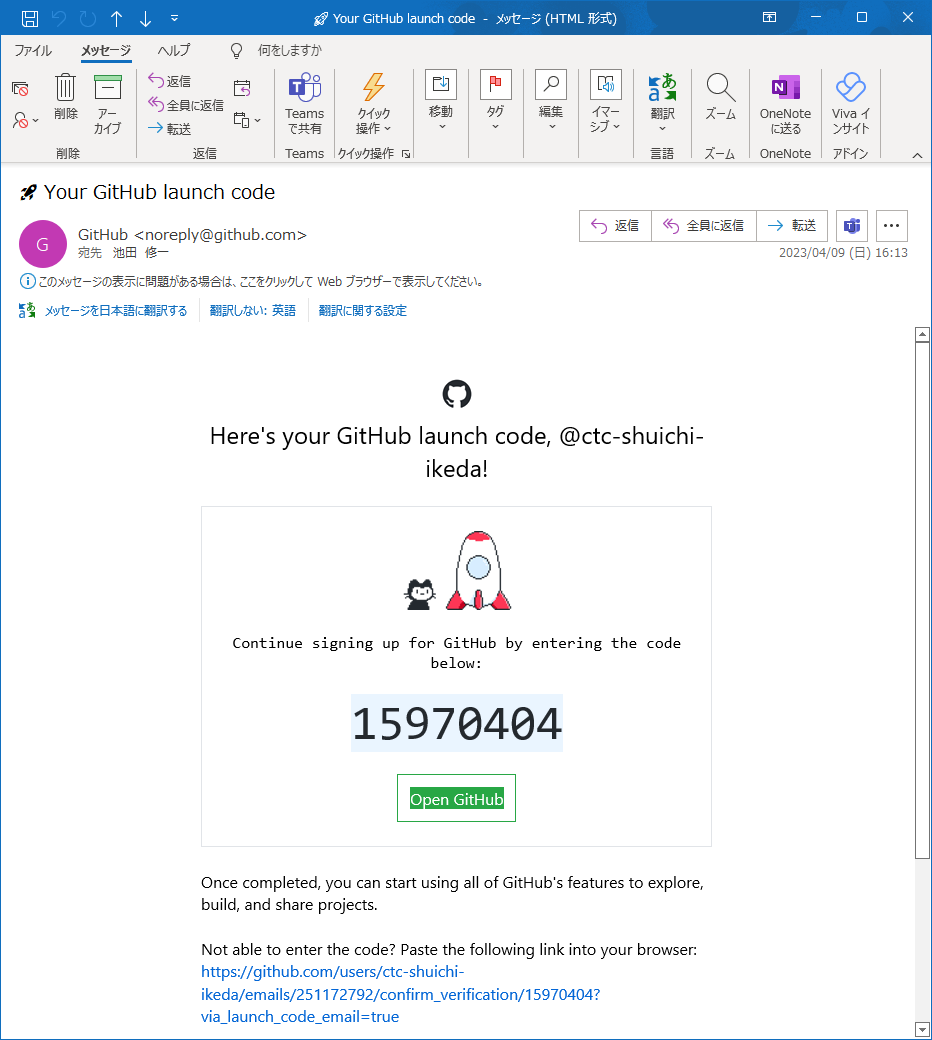 Your GitHub launch code - メッセージ (HTML 形式)
ファイル メッセージ ヘルプ 何をしますか
削除 アーカイブ
返信
全員に返信
転送
Teams で共有
クイック操作
移動
タグ
編集
イマーシブ
翻訳
ズーム
OneNote に送る
Viva インサイト
削除 返信 Teams クイック操作 言語 ズーム OneNote アドイン
Your GitHub launch code
G
GitHub <noreply@github.com>
宛先 池田 修一
返信 全員に返信 転送
2023/04/09 (日) 16:13
このメッセージの表示に問題がある場合は、ここをクリックして Web ブラウザーで表示してください。
メッセージを日本語に翻訳する 翻訳しない: 英語 翻訳に関する設定
Here's your GitHub launch code, @ctc-shuichi-
ikeda!
Continue signing up for GitHub by entering the code
below:
15970404
Open GitHub
Once completed, you can start using all of GitHub's features to explore,
build, and share projects.
Not able to enter the code? Paste the following link into your browser:
https://github.com/users/ctc-shuichi-
ikeda/emails/251172792/confirm_verification/15970404?
via_launch_code_email=true